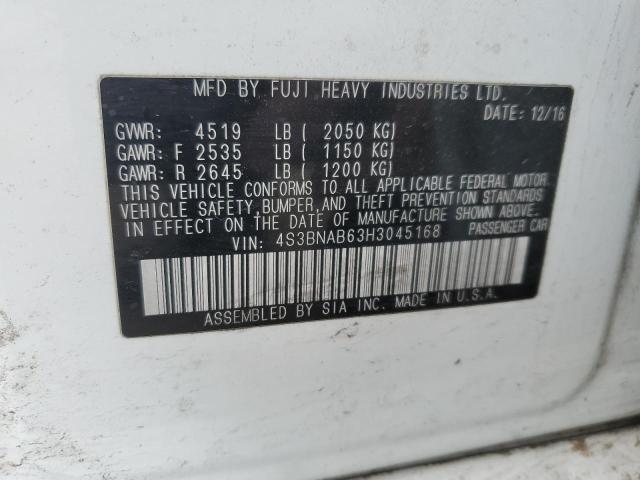 MFD BY FUJI HEAVY INDUSTRIES LTD.
DATE: 12/16
GVWR: 4519 LB ( 2050 KG)
GAWR: F 2535 LB ( 1150 KG)
GAWR: R 2645 LB ( 1200 KG)
THIS VEHICLE CONFORMS TO ALL APPLICABLE FEDERAL MOTOR
VEHICLE SAFETY,BUMPER,AND THEFT PREVENTION STANDARDS
IN EFFECT ON THE DATE OF MANUFACTURE SHOWN ABOVE.
VIN: 4S3BNAB63H3045168 PASSENGER CAR
ASSEMBLED BY SIA INC. MADE IN U.S.A.